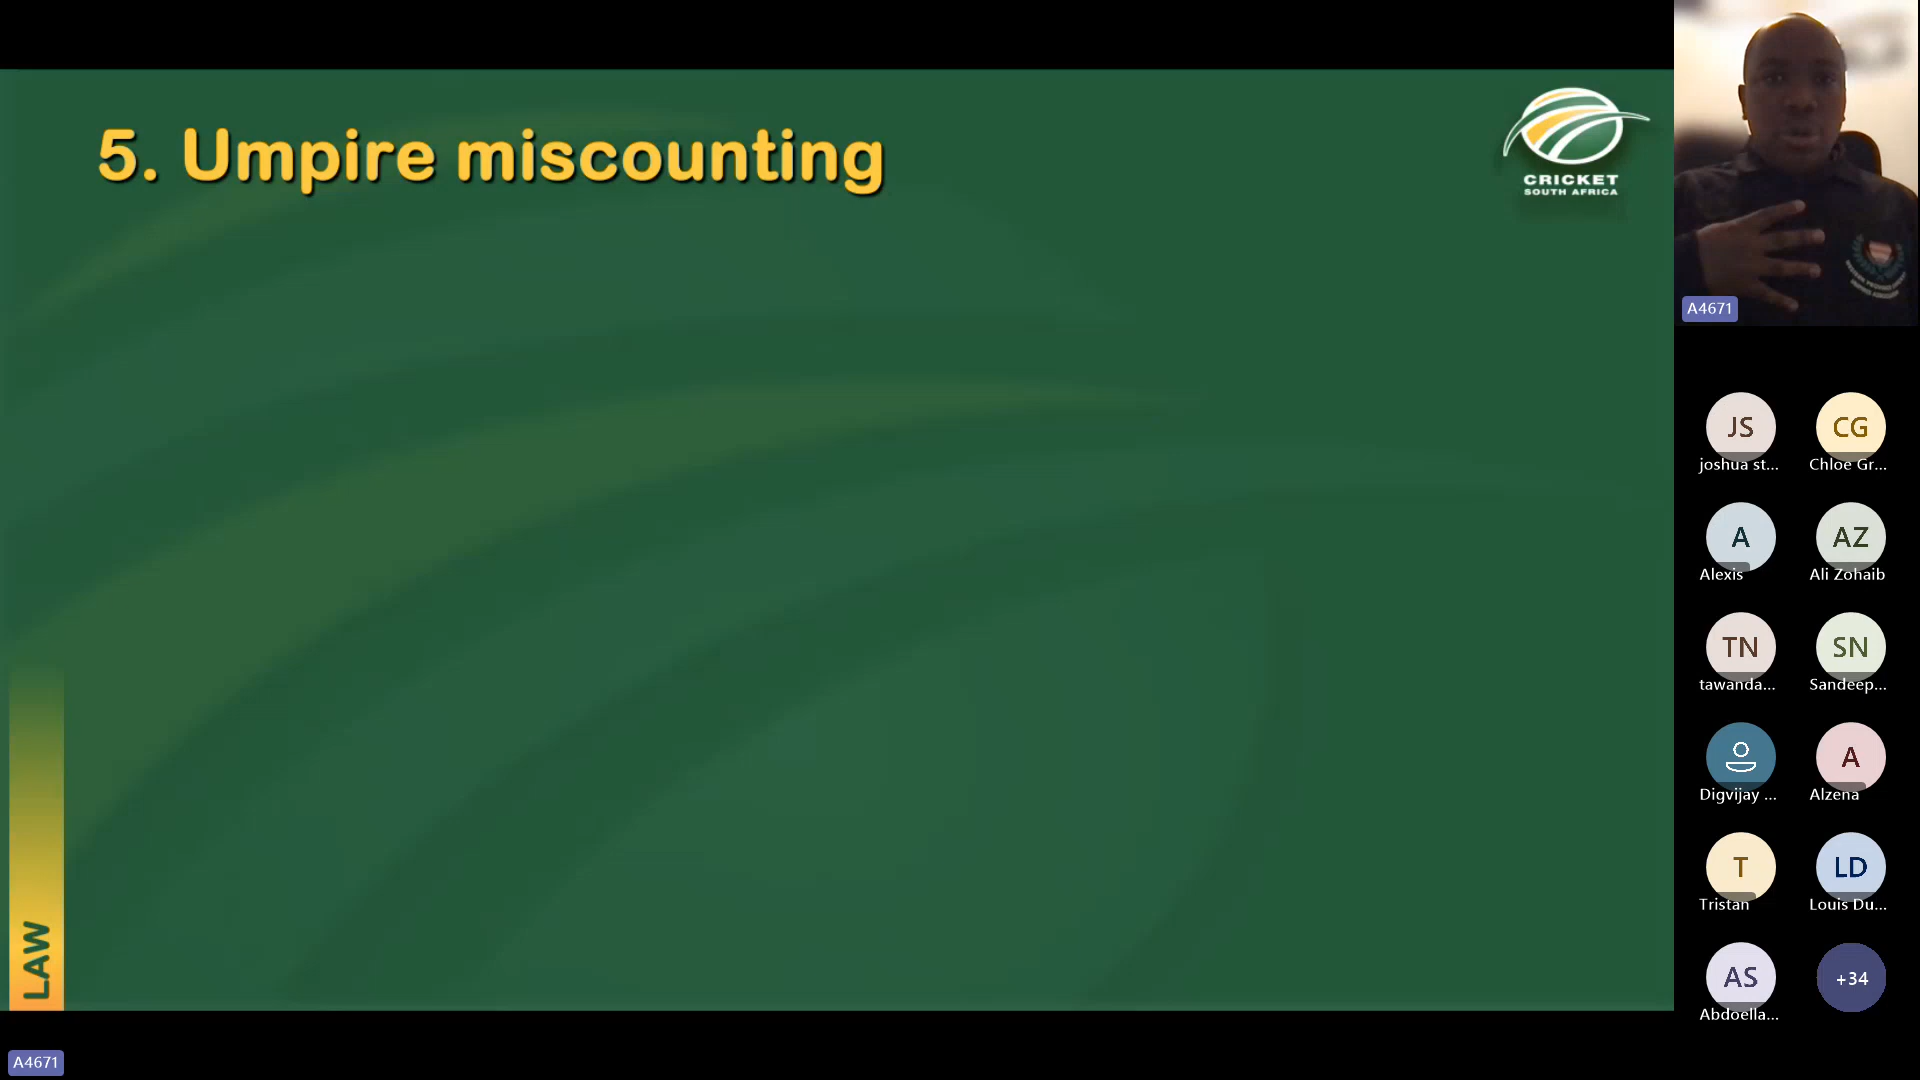 5. Umpire miscounting
CRICKET
SOUTH AFRICA
LAW
A4671
A4671
JS
joshua st...
CG
Chloe Gr...
A
Alexis
AZ
Ali Zohaib
TN
tawanda...
SN
Sandeep...
Digvijay ...
A
Alzena
T
Tristan
LD
Louis Du...
AS
Abdoella...
+34